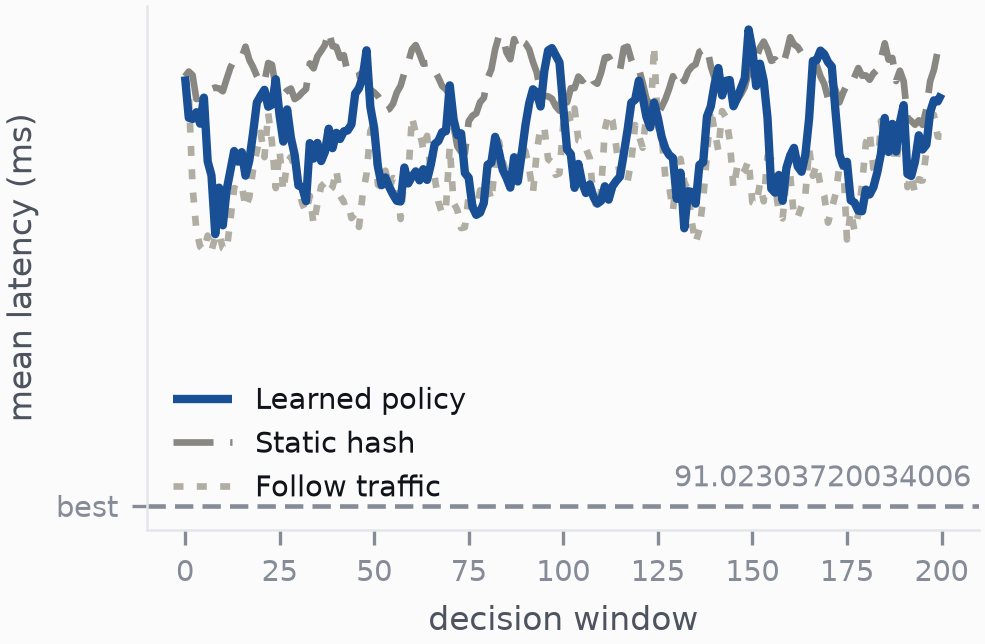 mean latency (ms)
Learned policy
Static hash
Follow traffic
91.02303720034006
best
0 25 50 75 100 125 150 175 200
decision window